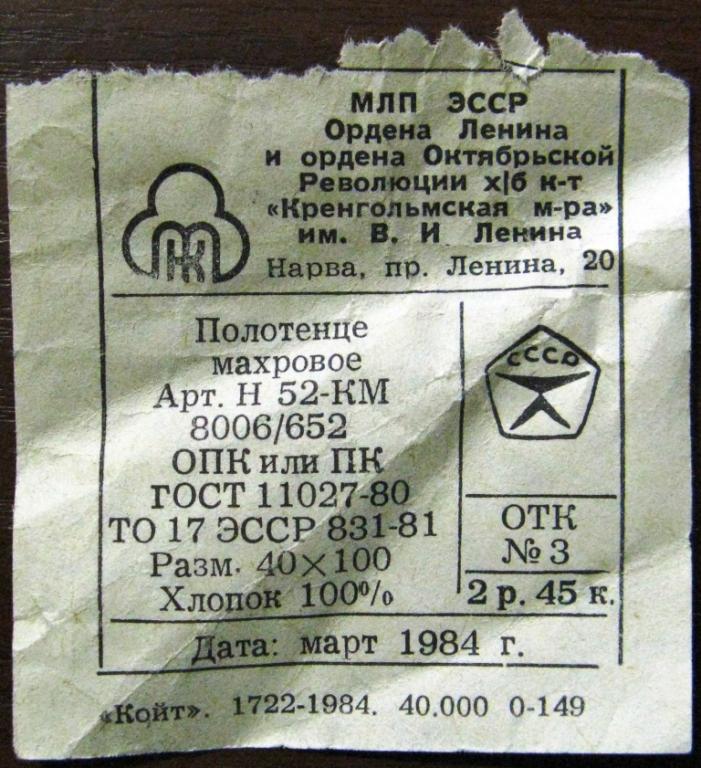 МЛП ЭССР
Ордена Ленина
и ордена Октябрьской
Революции х|б к-т
«Кренгольмская м-ра»
им. В. И Ленина
Нарва, пр. Ленина, 20
Полотенце
махровое
Арт. Н 52-КМ
8006/652
ОПК или ПК
ГОСТ 11027-80
ТО 17 ЭССР 831-81
Разм. 40×100
Хлопок 100%
СССР
ОТК
№ 3
2 р. 45 к.
Дата: март 1984 г.
«Койт». 1722-1984. 40.000 0-149